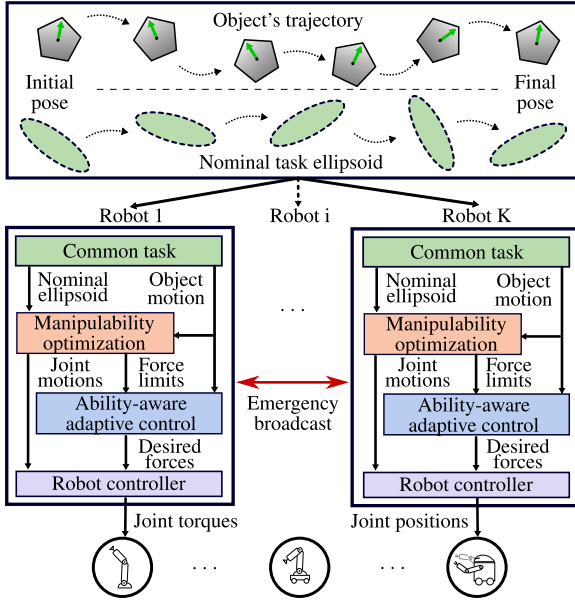 Object's trajectory
Initial
pose
Final
pose
Nominal task ellipsoid
Robot 1
Robot i
Robot K
Common task
Nominal
ellipsoid
Object
motion
Manipulability
optimization
Joint
motions
Force
limits
Ability-aware
adaptive control
Desired
forces
Robot controller
Joint torques
. . .
Emergency
broadcast
Common task
Nominal
ellipsoid
Object
motion
Manipulability
optimization
Joint
motions
Force
limits
Ability-aware
adaptive control
Desired
forces
Robot controller
Joint positions
. . .
. . .